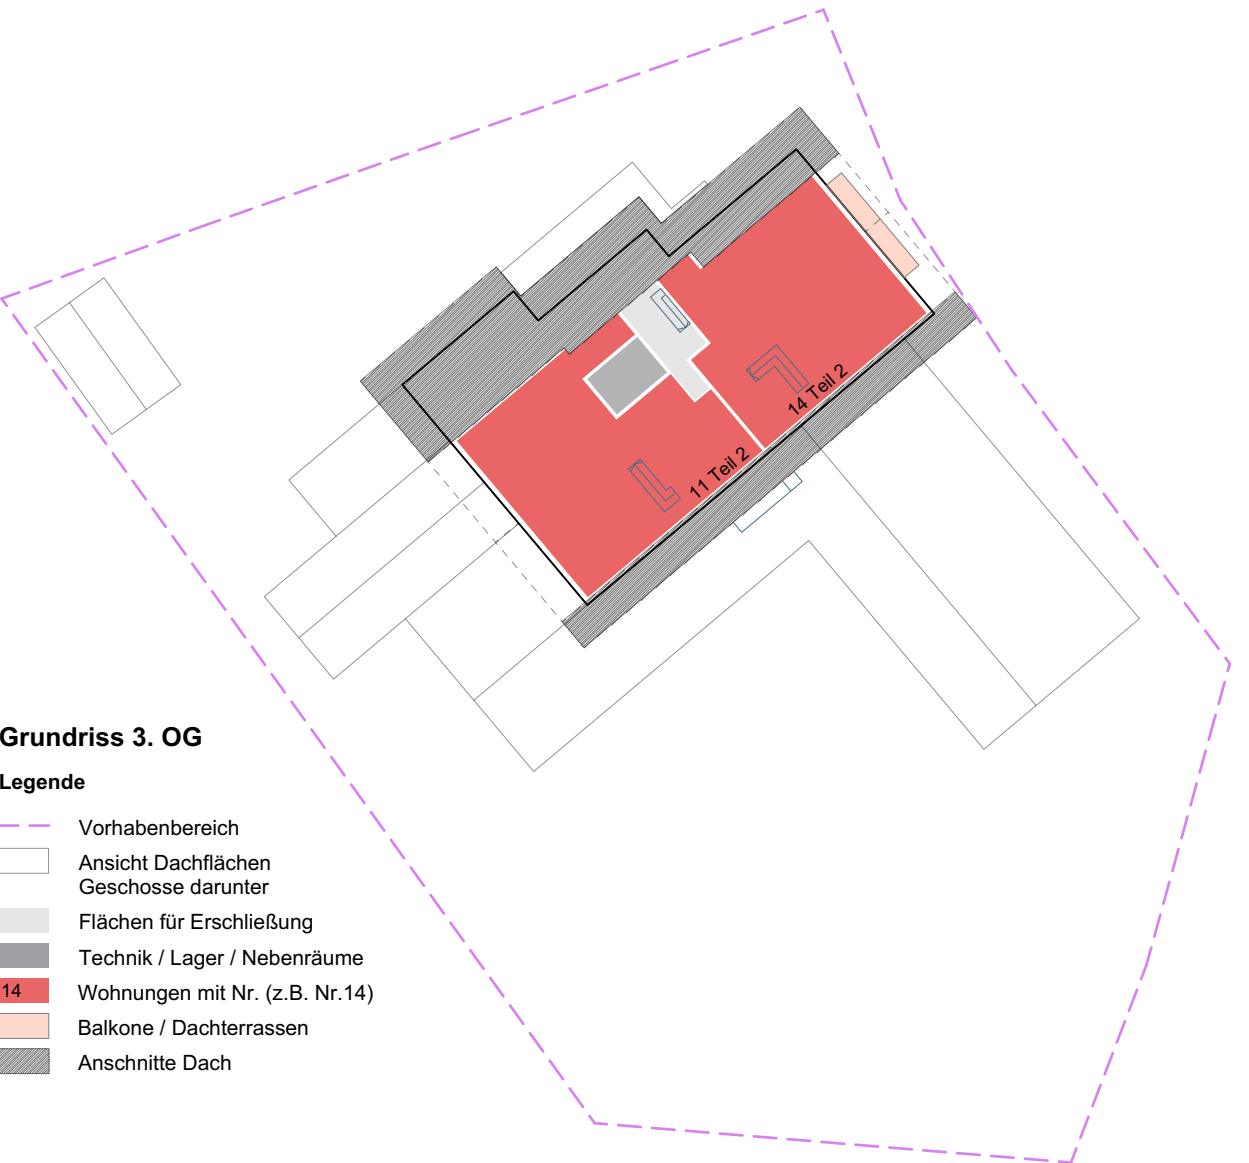 14 Teil 2
11 Teil 2
Grundriss 3. OG
Legende
Vorhabenbereich
Ansicht Dachflächen
Geschosse darunter
Flächen für Erschließung
Technik / Lager / Nebenräume
14 Wohnungen mit Nr. (z.B. Nr.14)
Balkone / Dachterrassen
Anschnitte Dach